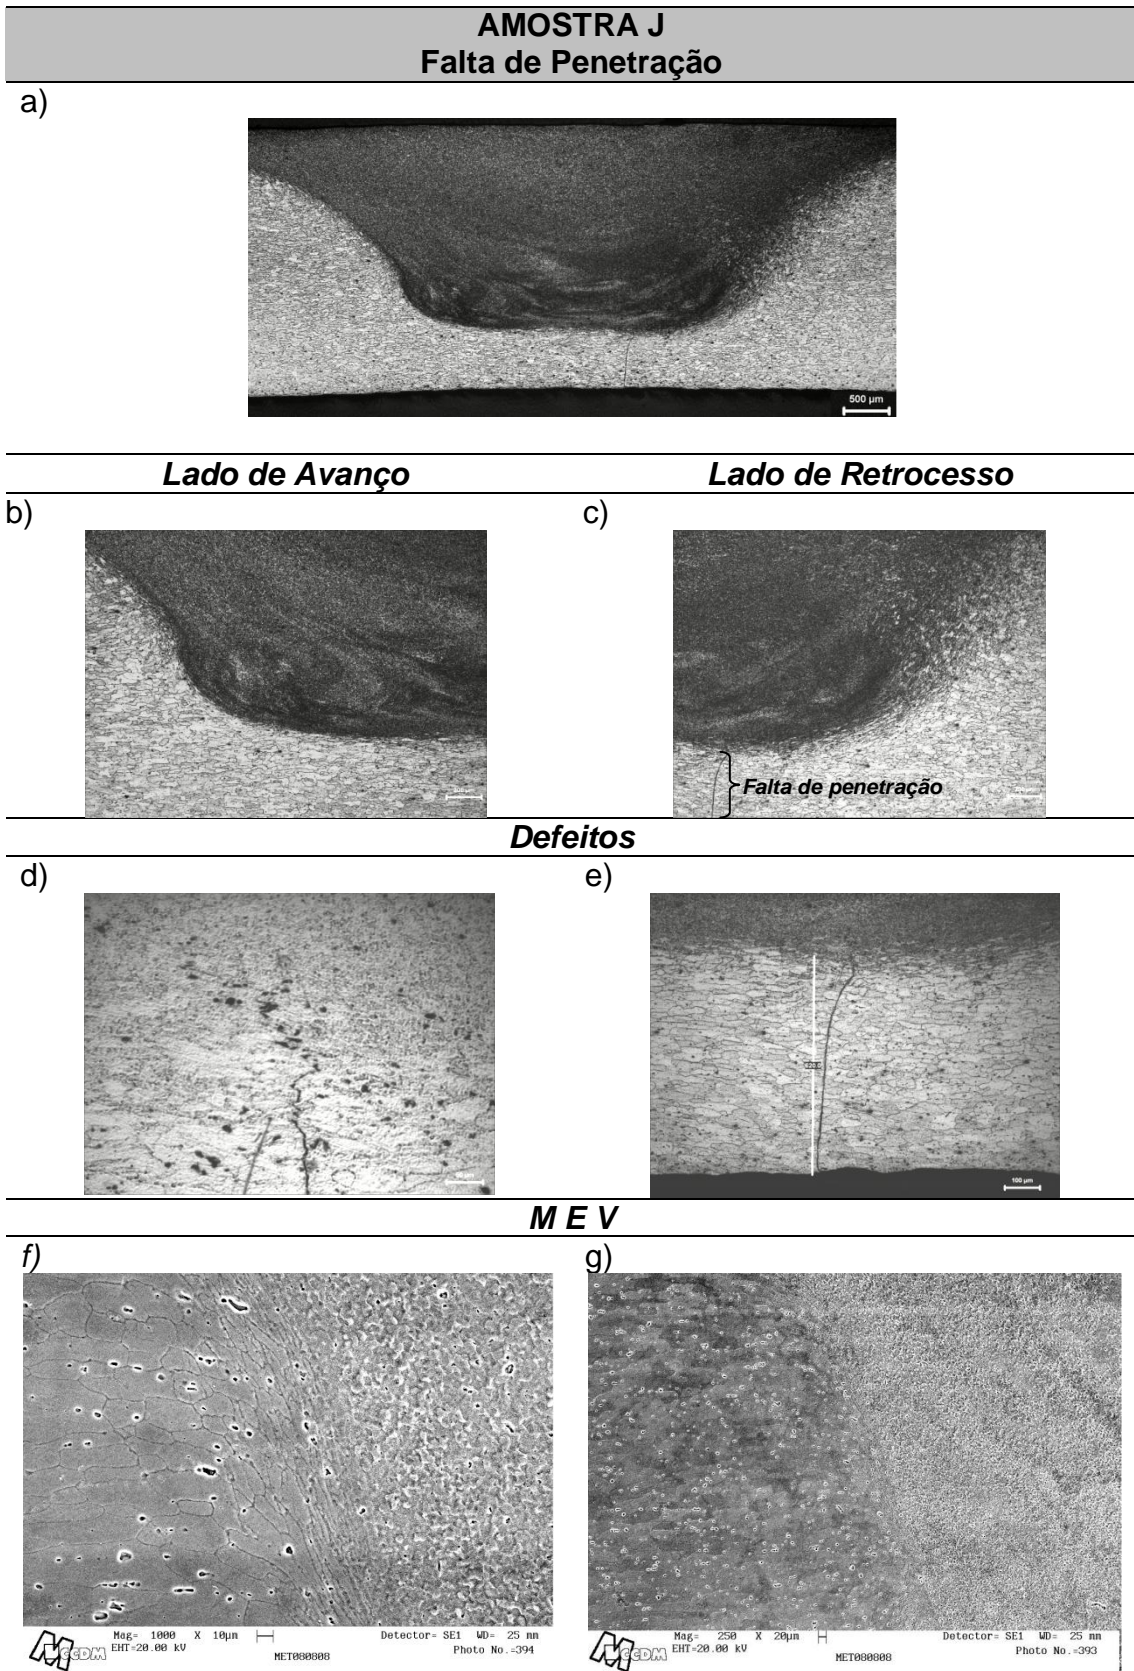 AMOSTRA J
Falta de Penetração
a)
500 µm
Lado de Avanço
Lado de Retrocesso
b)
c)
Falta de penetração
Defeitos
d)
e)
100 µm
M E V
f)
g)
Mag= 1000 X 10µm
Detector= SE1 WD= 25 mm
EHT=20.00 kV
Photo No.=394
CCDM
MET080808
Mag= 250 X 20µm
Detector= SE1 WD= 25 mm
EHT=20.00 kV
Photo No.=393
CCDM
MET080808